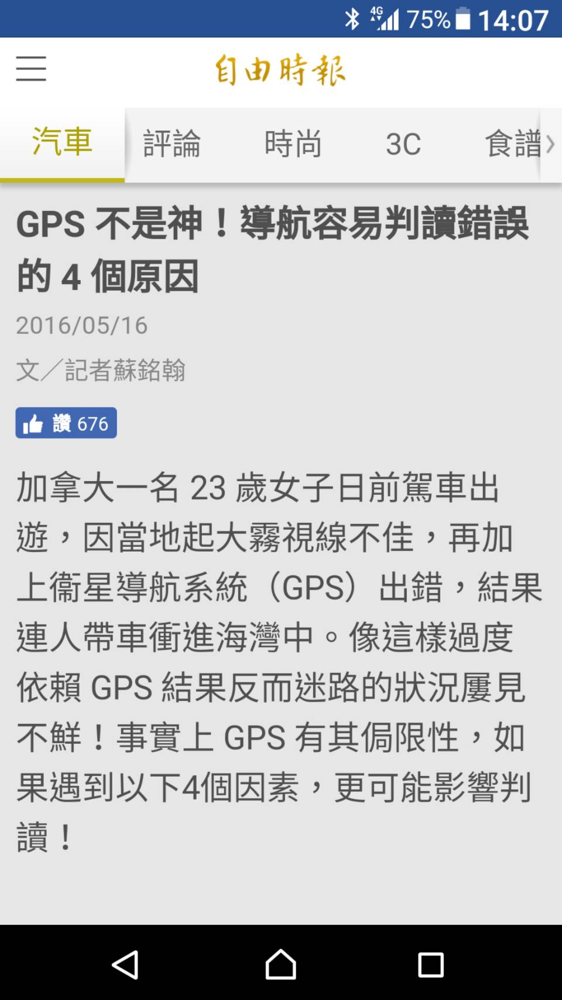 4G 75% 14:07
自由時報
汽車 評論 時尚 3C 食譜
GPS 不是神！導航容易判讀錯誤
的 4 個原因
2016/05/16
文／記者蘇銘翰
讚 676
加拿大一名 23 歲女子日前駕車出
遊，因當地起大霧視線不佳，再加
上衞星導航系統（GPS）出錯，結果
連人帶車衝進海灣中。像這樣過度
依賴 GPS 結果反而迷路的狀況屢見
不鮮！事實上 GPS 有其侷限性，如
果遇到以下4個因素，更可能影響判
讀！